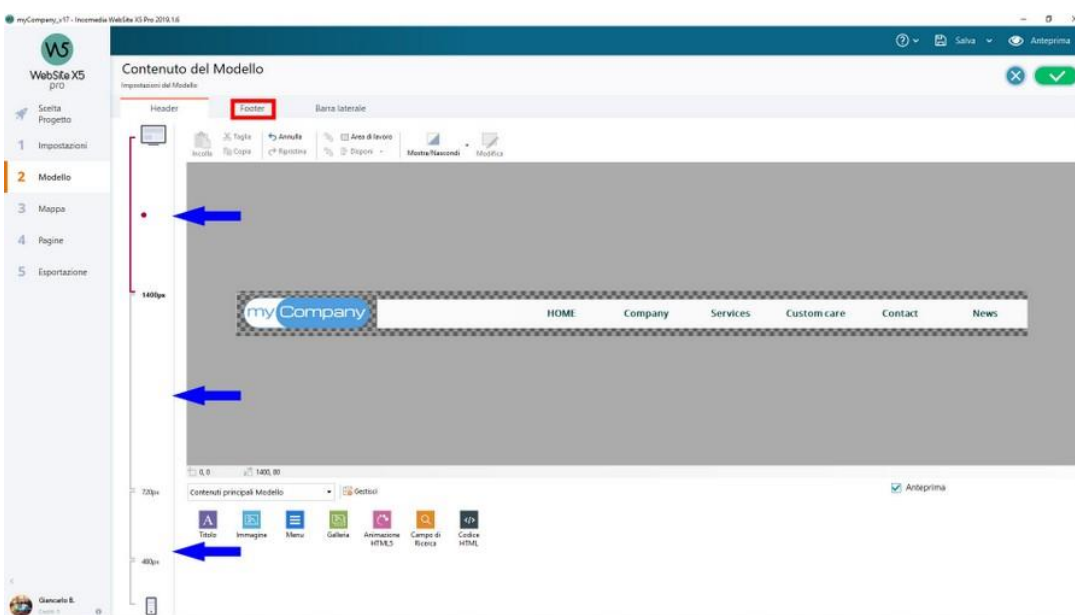 myCompany_v17 - Incomedia WebSite X5 Pro 2019.1.6
Salva
Anteprima
W5
WebSite X5
pro
Contenuto del Modello
Impostazioni del Modello
Header
Footer
Barra laterale
Scelta
Progetto
1 Impostazioni
2 Modello
3 Mappa
4 Pagine
5 Esportazione
Incolla
Taglia
Copia
Annulla
Ripristina
Area di lavoro
Disponi
Mostra/Nascondi
Modifica
1400px
myCompany
HOME Company Services Custom care Contact News
0, 0
1400, 80
720px
Contenuti principali Modello
Gestisci
Anteprima
Titolo
Immagine
Menu
Galleria
Animazione
HTML5
Campo di
Ricerca
Codice
HTML
480px
Giancarlo B.